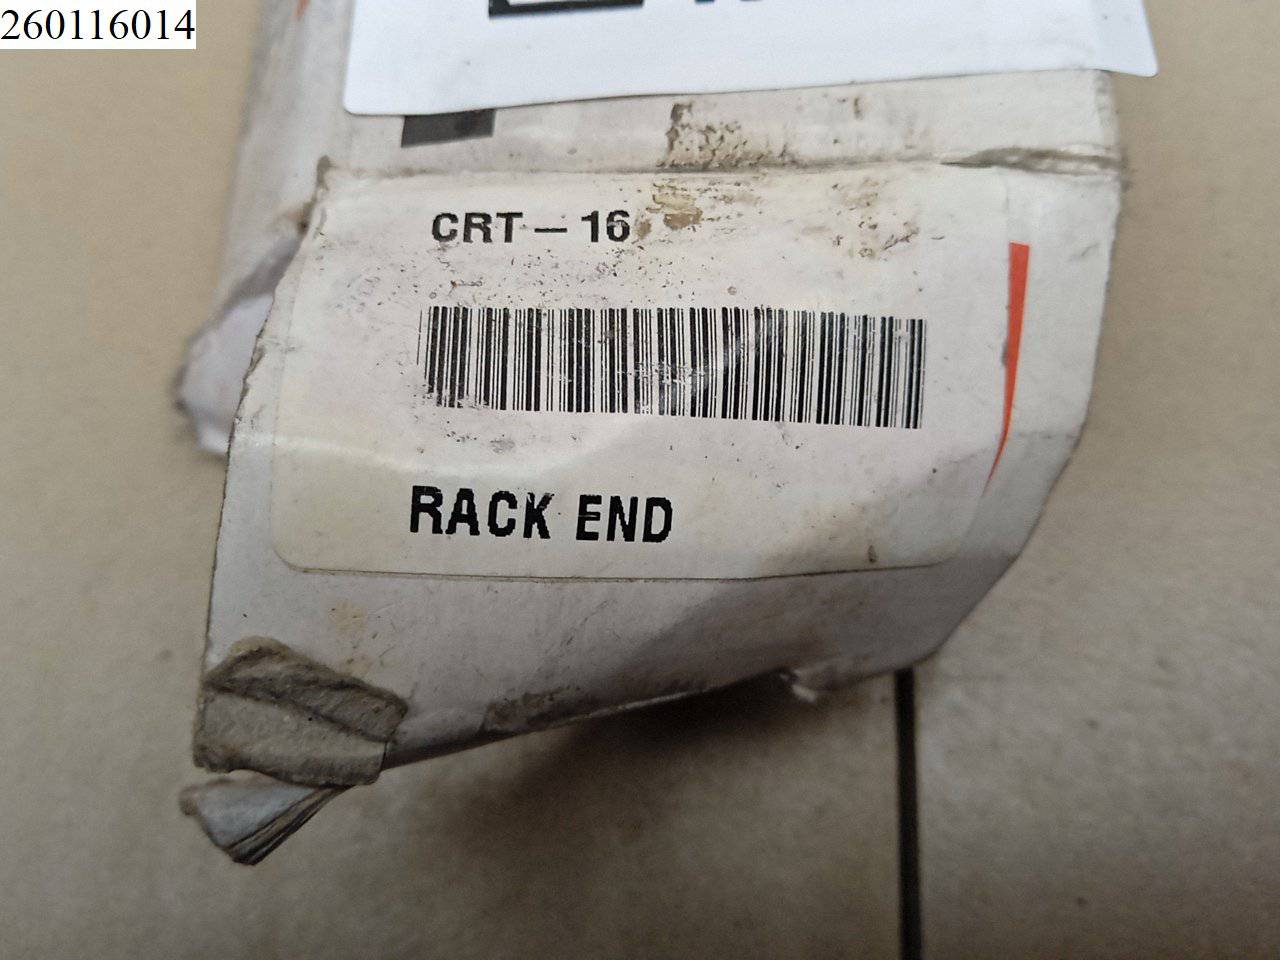 260116014
CRT – 16
RACK END